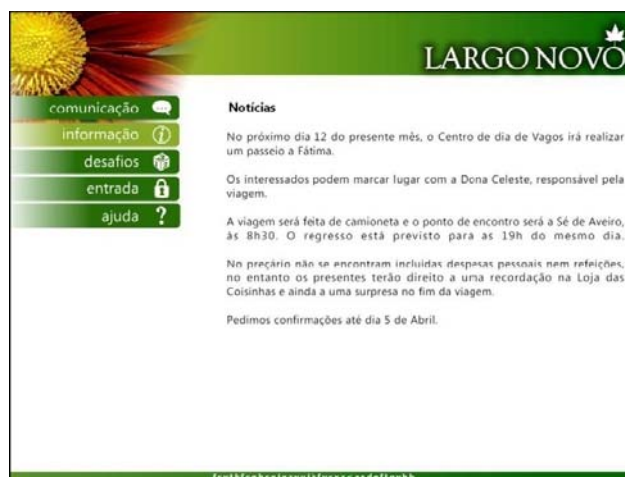 LARGO NOVO
comunicação
informação
desafios
entrada
ajuda ?
Notícias
No próximo dia 12 do presente mês, o Centro de dia de Vagos irá realizar
um passeio a Fátima.
Os interessados podem marcar lugar com a Dona Celeste, responsável pela
viagem.
A viagem será feita de camioneta e o ponto de encontro será a Sé de Aveiro,
às 8h30. O regresso está previsto para as 19h do mesmo dia.
No preçário não se encontram incluidas despesas pessoais nem refeições,
no entanto os presentes terão direito a uma recordação na Loja das
Coisinhas e ainda a uma surpresa no fim da viagem.
Pedimos confirmações até dia 5 de Abril.